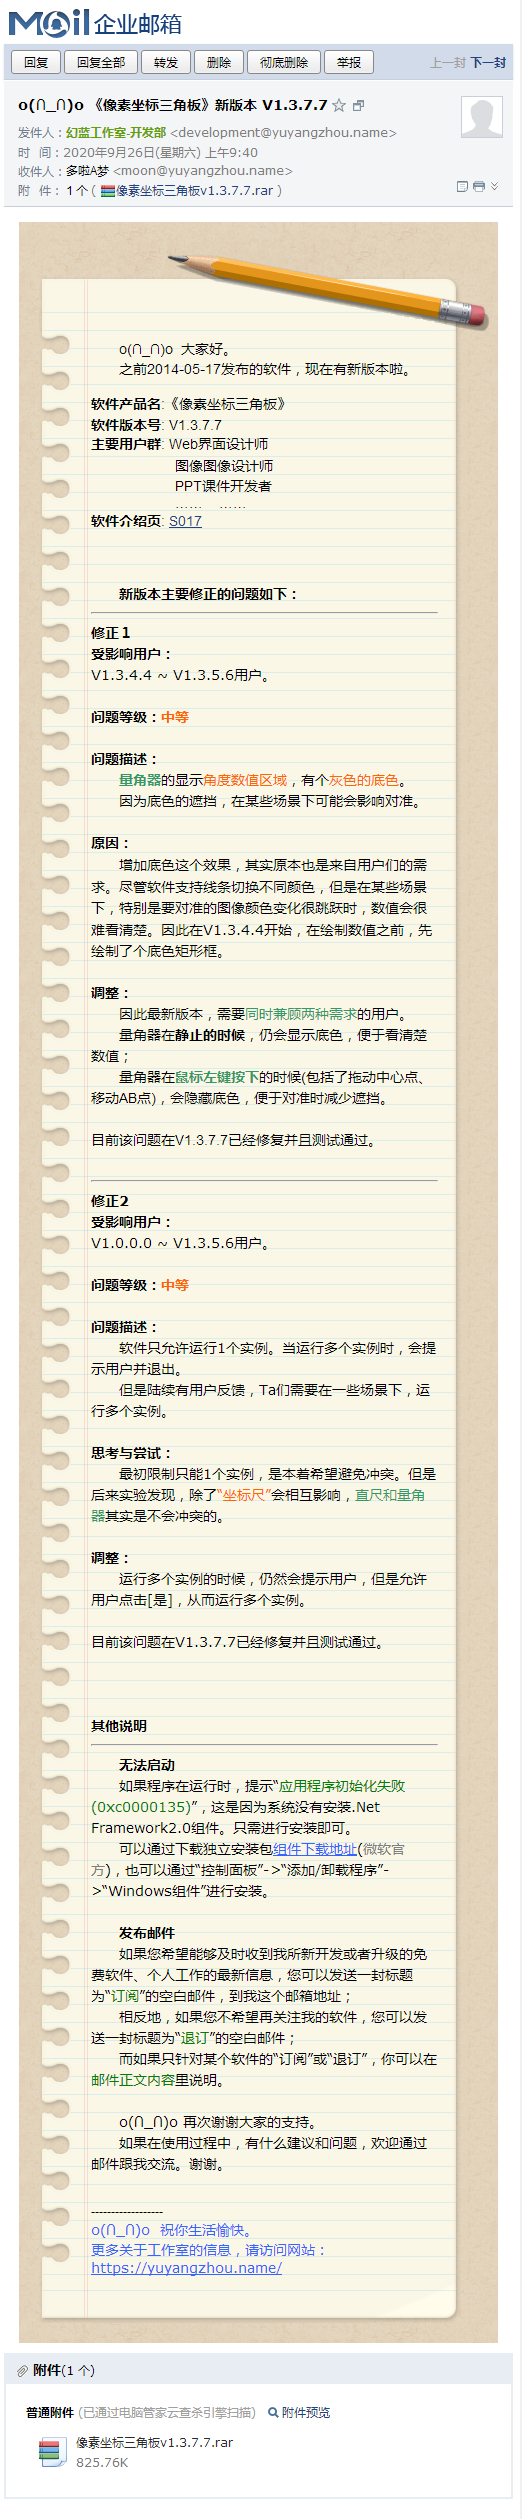 Mail 企业邮箱
回复 回复全部 转发 删除 彻底删除 举报 上一封 下一封
o(∩_∩)o 《像素坐标三角板》新版本 V1.3.7.7
发件人：幻蓝工作室-开发部 <development@yuyangzhou.name>
时 间：2020年9月26日(星期六) 上午9:40
收件人：多啦A梦 <moon@yuyangzhou.name>
附 件： 1 个 ( 像素坐标三角板v1.3.7.7.rar )
o(∩_∩)o 大家好。
之前2014-05-17发布的软件，现在有新版本啦。
软件产品名:《像素坐标三角板》
软件版本号: V1.3.7.7
主要用户群: Web界面设计师
图像图像设计师
PPT课件开发者
…… ……
软件介绍页: S017
新版本主要修正的问题如下：
修正１
受影响用户：
V1.3.4.4 ~ V1.3.5.6用户。
问题等级：中等
问题描述：
量角器的显示角度数值区域，有个灰色的底色。
因为底色的遮挡，在某些场景下可能会影响对准。
原因：
增加底色这个效果，其实原本也是来自用户们的需
求。尽管软件支持线条切换不同颜色，但是在某些场景
下，特别是要对准的图像颜色变化很跳跃时，数值会很
难看清楚。因此在V1.3.4.4开始，在绘制数值之前，先
绘制了个底色矩形框。
调整：
因此最新版本，需要同时兼顾两种需求的用户。
量角器在静止的时候，仍会显示底色，便于看清楚
数值；
量角器在鼠标左键按下的时候(包括了拖动中心点、
移动AB点)，会隐藏底色，便于对准时减少遮挡。
目前该问题在V1.3.7.7已经修复并且测试通过。
修正2
受影响用户：
V1.0.0.0 ~ V1.3.5.6用户。
问题等级：中等
问题描述：
软件只允许运行1个实例。当运行多个实例时，会提
示用户并退出。
但是陆续有用户反馈，Ta们需要在一些场景下，运
行多个实例。
思考与尝试：
最初限制只能1个实例，是本着希望避免冲突。但是
后来实验发现，除了“坐标尺”会相互影响，直尺和量角
器其实是不会冲突的。
调整：
运行多个实例的时候，仍然会提示用户，但是允许
用户点击[是]，从而运行多个实例。
目前该问题在V1.3.7.7已经修复并且测试通过。
其他说明
无法启动
如果程序在运行时，提示“应用程序初始化失败
(0xc0000135)”，这是因为系统没有安装.Net
Framework2.0组件。只需进行安装即可。
可以通过下载独立安装包组件下载地址(微软官
方)，也可以通过“控制面板”->“添加/卸载程序”-
>“Windows组件”进行安装。
发布邮件
如果您希望能够及时收到我所新开发或者升级的免
费软件、个人工作的最新信息，您可以发送一封标题
为“订阅”的空白邮件，到我这个邮箱地址；
相反地，如果您不希望再关注我的软件，您可以发
送一封标题为“退订”的空白邮件；
而如果只针对某个软件的“订阅”或“退订”，你可以在
邮件正文内容里说明。
o(∩_∩)o 再次谢谢大家的支持。
如果在使用过程中，有什么建议和问题，欢迎通过
邮件跟我交流。谢谢。
------------------
o(∩_∩)o 祝你生活愉快。
更多关于工作室的信息，请访问网站：
https://yuyangzhou.name/
附件(1 个)
普通附件 (已通过电脑管家云查杀引擎扫描) 附件预览
像素坐标三角板v1.3.7.7.rar
825.76K